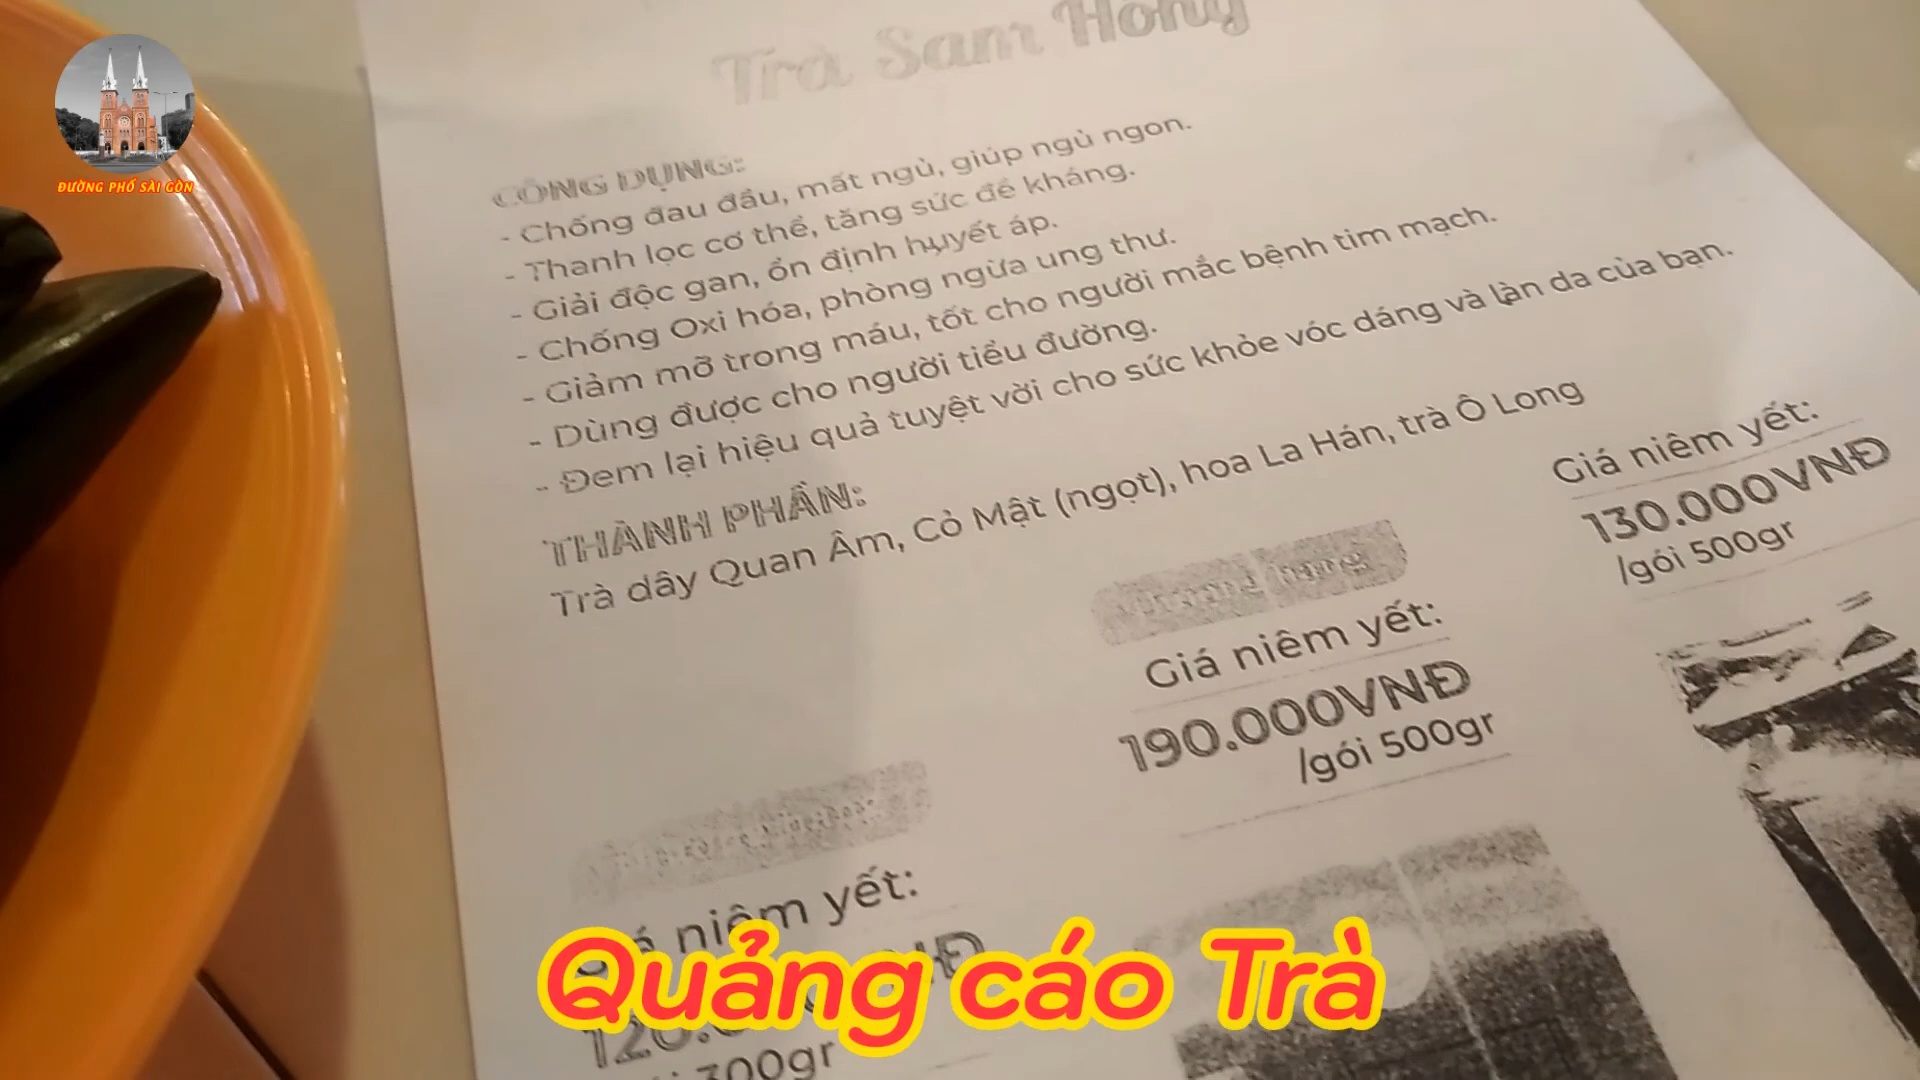 Trà Sam Hồng
ĐƯỜNG PHỐ SÀI GÒN
CÔNG DỤNG:
- Chống đau đầu, mất ngủ, giúp ngủ ngon.
- Thanh lọc cơ thể, tăng sức đề kháng.
- Giải độc gan, ổn định huyết áp.
- Chống Oxi hóa, phòng ngừa ung thư.
- Giảm mỡ trong máu, tốt cho người mắc bệnh tim mạch.
- Dùng được cho người tiểu đường.
- Đem lại hiệu quả tuyệt vời cho sức khỏe vóc dáng và làn da của bạn.
THÀNH PHẦN:
Trà dây Quan Âm, Cỏ Mật (ngọt), hoa La Hán, trà Ô Long
Giá niêm yết:
130.000VNĐ
/gói 500gr
Giá niêm yết:
190.000VNĐ
/gói 500gr
niêm yết:
Quảng cáo Trà